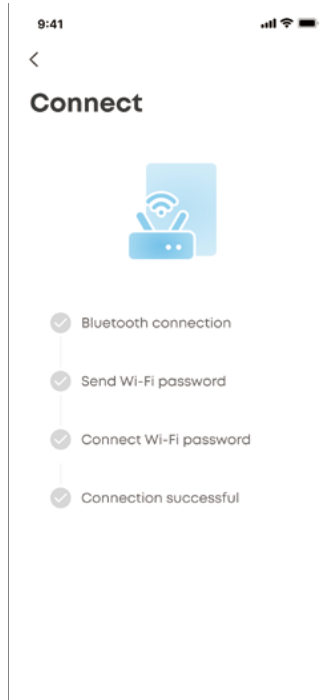 9:41
Connect
Bluetooth connection
Send Wi-Fi password
Connect Wi-Fi password
Connection successful